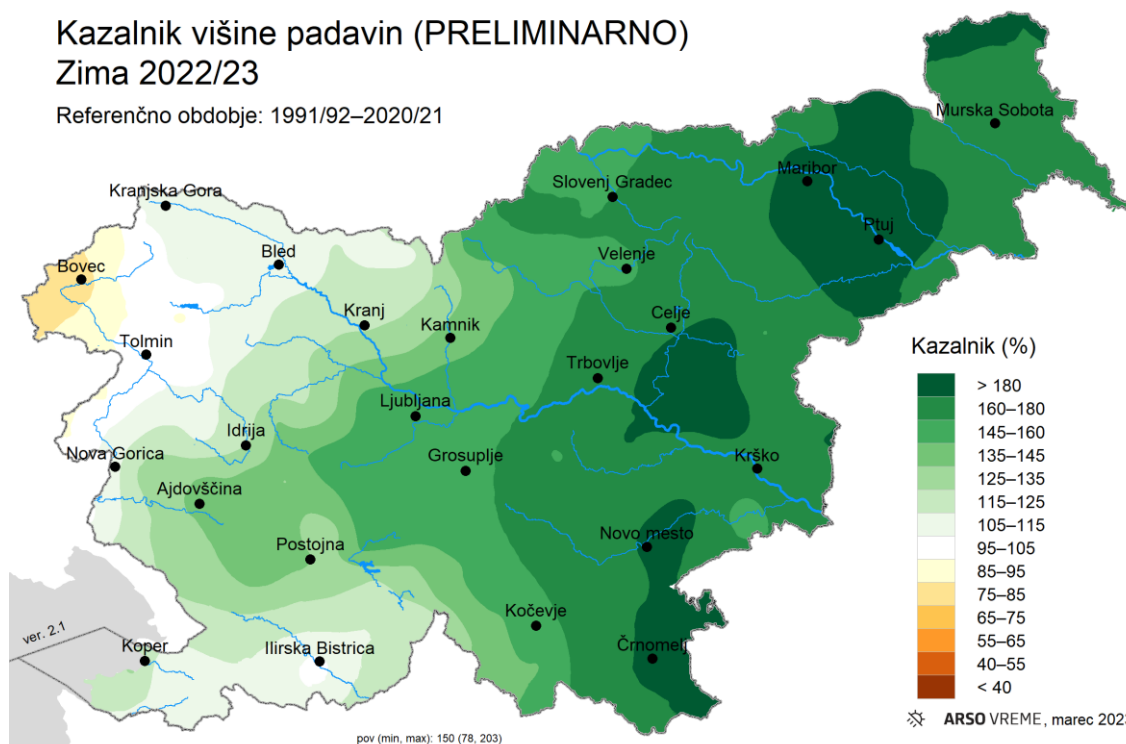 Kazalnik višine padavin (PRELIMINARNO)
Zima 2022/23
Referenčno obdobje: 1991/92–2020/21
Murska Sobota
Maribor
Slovenj Gradec
Kranjska Gora
Ptuj
Bled
Velenje
Bovec
Kranj
Kamnik
Celje
Tolmin
Trbovlje
Ljubljana
Idrija
Nova Gorica
Grosuplje
Krško
Ajdovščina
Postojna
Novo mesto
Kočevje
Koper
Ilirska Bistrica
Črnomelj
ver. 2.1
Kazalnik (%)
> 180
160–180
145–160
135–145
125–135
115–125
105–115
95–105
85–95
75–85
65–75
55–65
40–55
< 40
ARSO VREME, marec 2023
pov (min, max): 150 (78, 203)